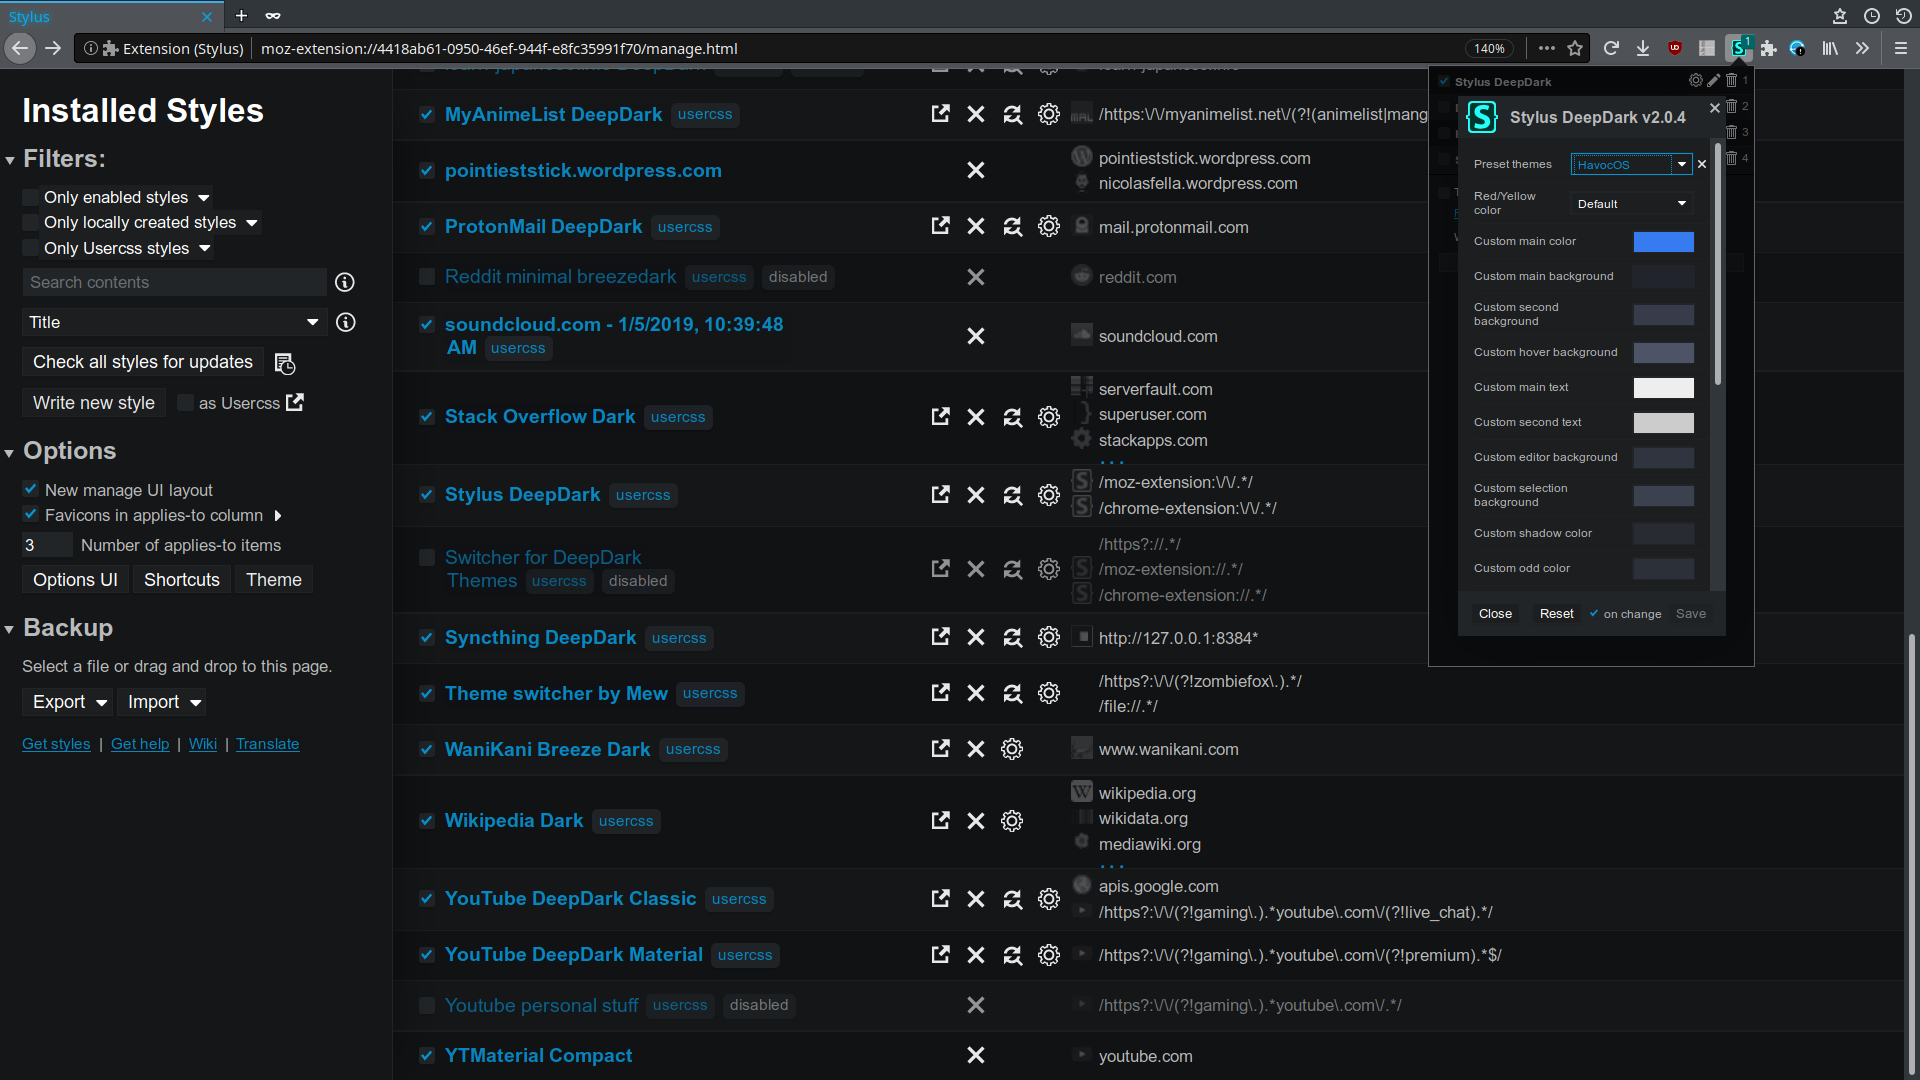 Stylus
Extension (Stylus)
moz-extension://4418ab61-0950-46ef-944f-e8fc35991f70/manage.html
140%
1
Installed Styles
Filters:
Only enabled styles
Only locally created styles
Only Usercss styles
Search contents
Title
Check all styles for updates
Write new style
as Usercss
Options
New manage UI layout
Favicons in applies-to column
3
Number of applies-to items
Options UI
Shortcuts
Theme
Backup
Select a file or drag and drop to this page.
Export
Import
Get styles | Get help | Wiki | Translate
MyAnimeList DeepDark usercss
/https:\/\/myanimelist.net\/(?!(animelist|mang
pointieststick.wordpress.com
pointieststick.wordpress.com
nicolasfella.wordpress.com
ProtonMail DeepDark usercss
mail.protonmail.com
Reddit minimal breezedark usercss disabled
reddit.com
soundcloud.com - 1/5/2019, 10:39:48
AM usercss
soundcloud.com
Stack Overflow Dark usercss
serverfault.com
superuser.com
stackapps.com
...
Stylus DeepDark usercss
/moz-extension:\/\/.*/
/chrome-extension:\/\/.*/
Switcher for DeepDark
Themes usercss disabled
/https?://.*/
/moz-extension://.*/
/chrome-extension://.*/
Syncthing DeepDark usercss
http://127.0.0.1:8384*
Theme switcher by Mew usercss
/https?:\/\/(?!zombiefox\.).*/
/file://.*/
WaniKani Breeze Dark usercss
www.wanikani.com
Wikipedia Dark usercss
wikipedia.org
wikidata.org
mediawiki.org
...
YouTube DeepDark Classic usercss
apis.google.com
/https?:\/\/(?!gaming\.).*youtube\.com\/(?!live_chat).*/
YouTube DeepDark Material usercss
/https?:\/\/(?!gaming\.).*youtube\.com\/(?!premium).*$/
Youtube personal stuff usercss disabled
/https?:\/\/(?!gaming\.).*youtube\.com\/.*/
YTMaterial Compact
youtube.com
Stylus DeepDark
1
2
3
4
Stylus DeepDark v2.0.4
Preset themes
HavocOS
Red/Yellow
color
Default
Custom main color
Custom main background
Custom second
background
Custom hover background
Custom main text
Custom second text
Custom editor background
Custom selection
background
Custom shadow color
Custom odd color
Close
Reset
on change
Save